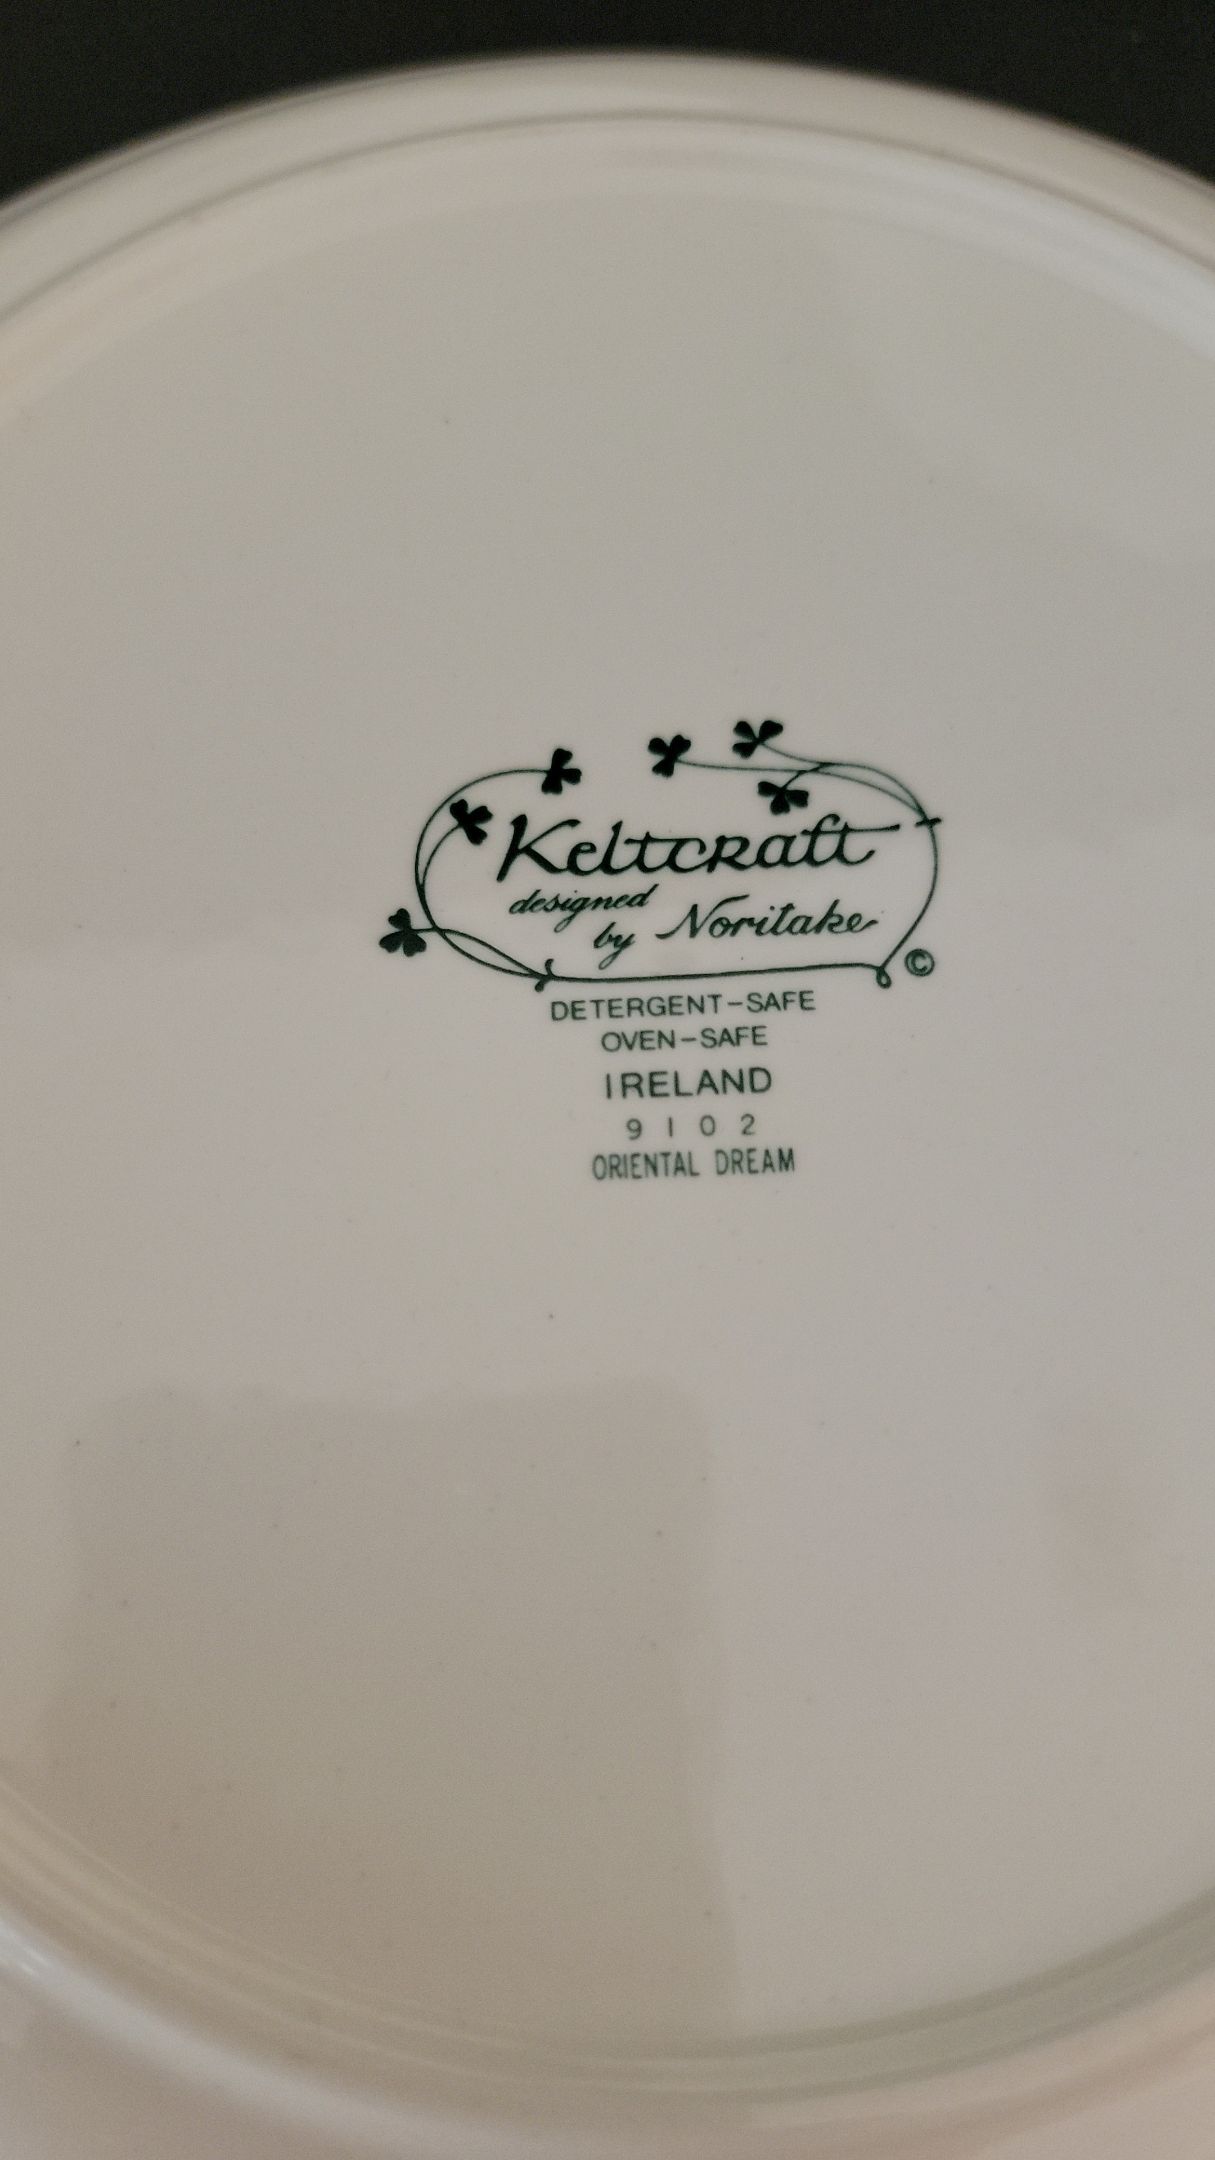 Keltcraft
designed
by Noritake
©
DETERGENT-SAFE
OVEN-SAFE
IRELAND
9102
ORIENTAL DREAM